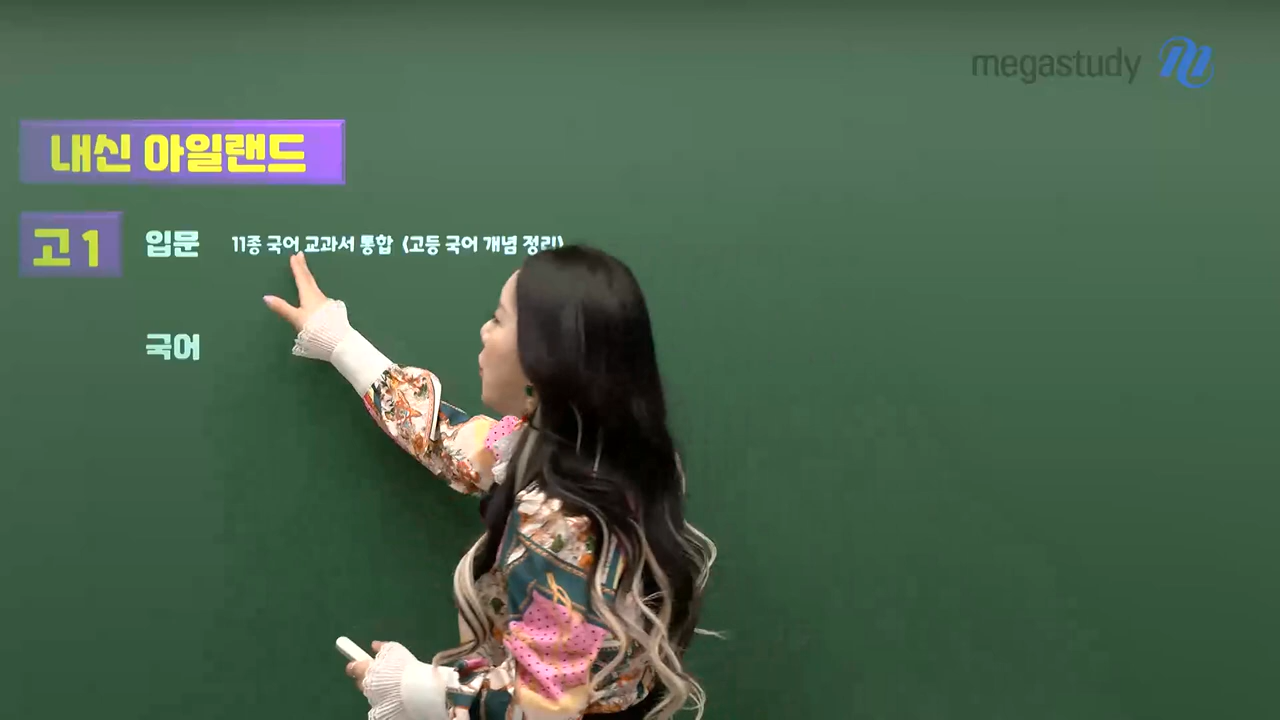 megastudy
내신 아일랜드
고1 입문 11종 국어 교과서 통합 (고등 국어 개념 정리)
국어